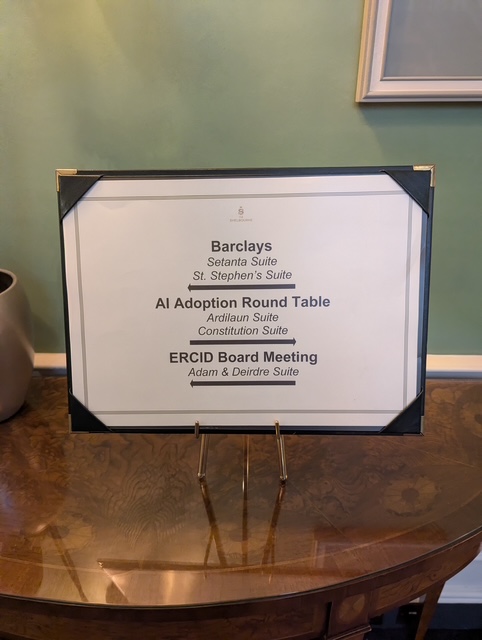 Barclays
Setanta Suite
St. Stephen's Suite
AI Adoption Round Table
Ardilaun Suite
Constitution Suite
ERCID Board Meeting
Adam & Deirdre Suite